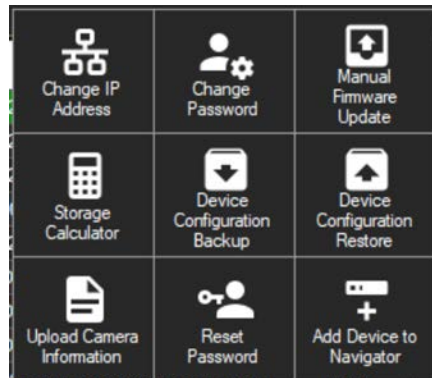 Change IP
Address
Change
Password
Manual
Firmware
Update
Storage
Calculator
Device
Configuration
Backup
Device
Configuration
Restore
Upload Camera
Information
Reset
Password
Add Device to
Navigator